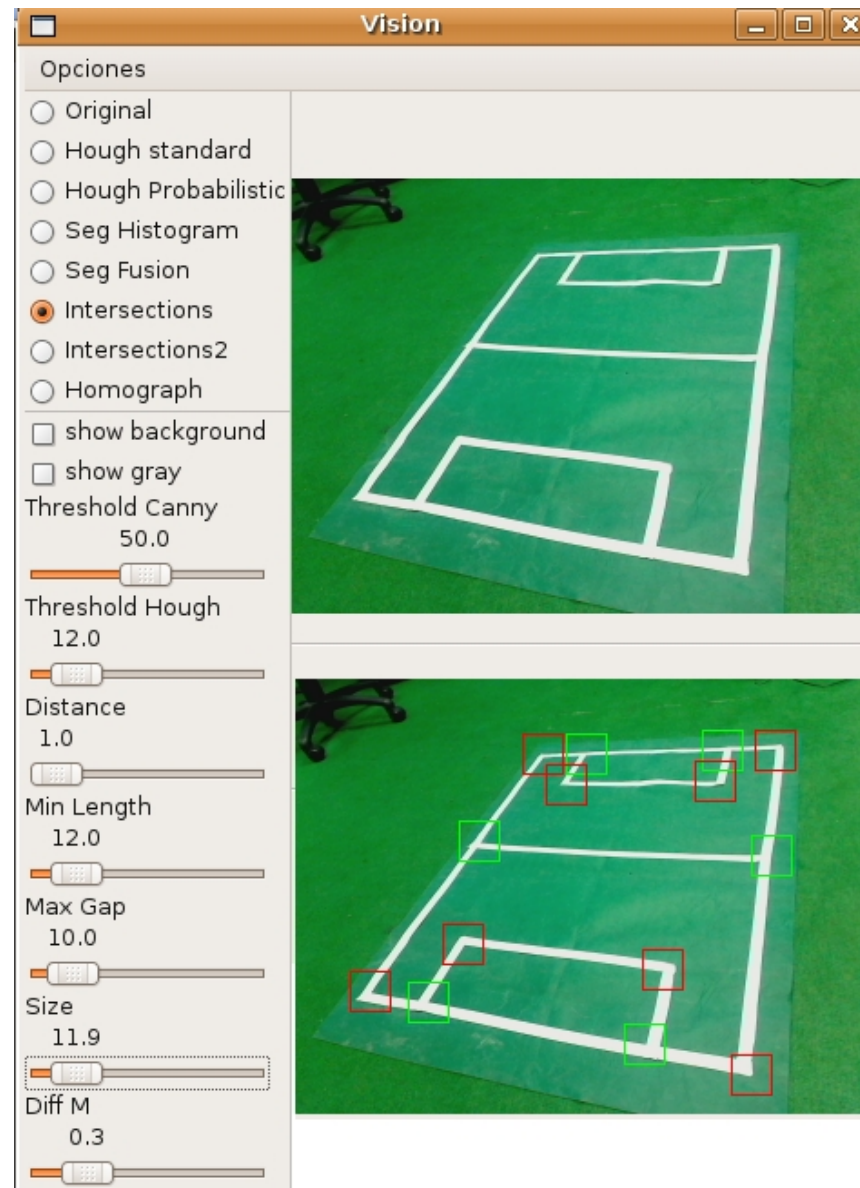 Vision
Opciones
Original
Hough standard
Hough Probabilistic
Seg Histogram
Seg Fusion
Intersections
Intersections2
Homograph
show background
show gray
Threshold Canny
50.0
Threshold Hough
12.0
Distance
1.0
Min Length
12.0
Max Gap
10.0
Size
11.9
Diff M
0.3